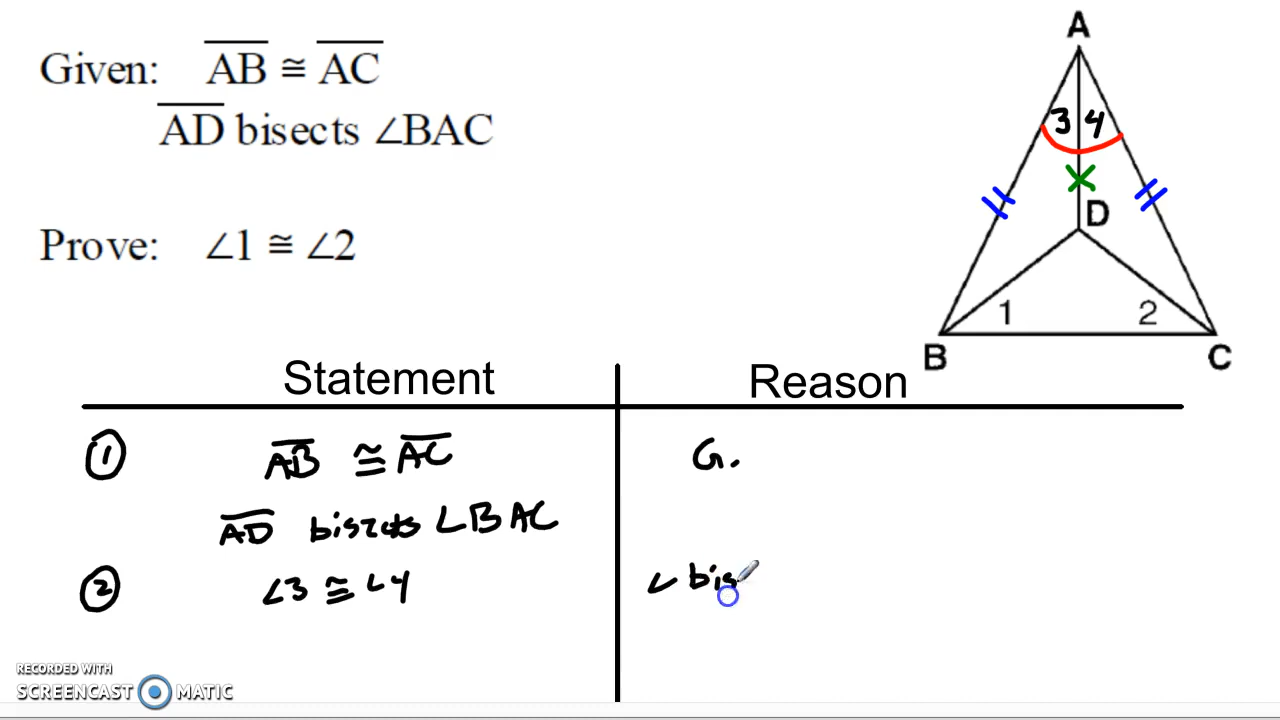 Given: AB ≅ AC
AD bisects ∠BAC
Prove: ∠1 ≅ ∠2
A
3 4
D
1 2
B C
Statement Reason
① AB ≅ AC G.
AD bisects ∠BAC
② ∠3 ≅ ∠4 ∠ bis
RECORDED WITH
SCREENCAST MATIC